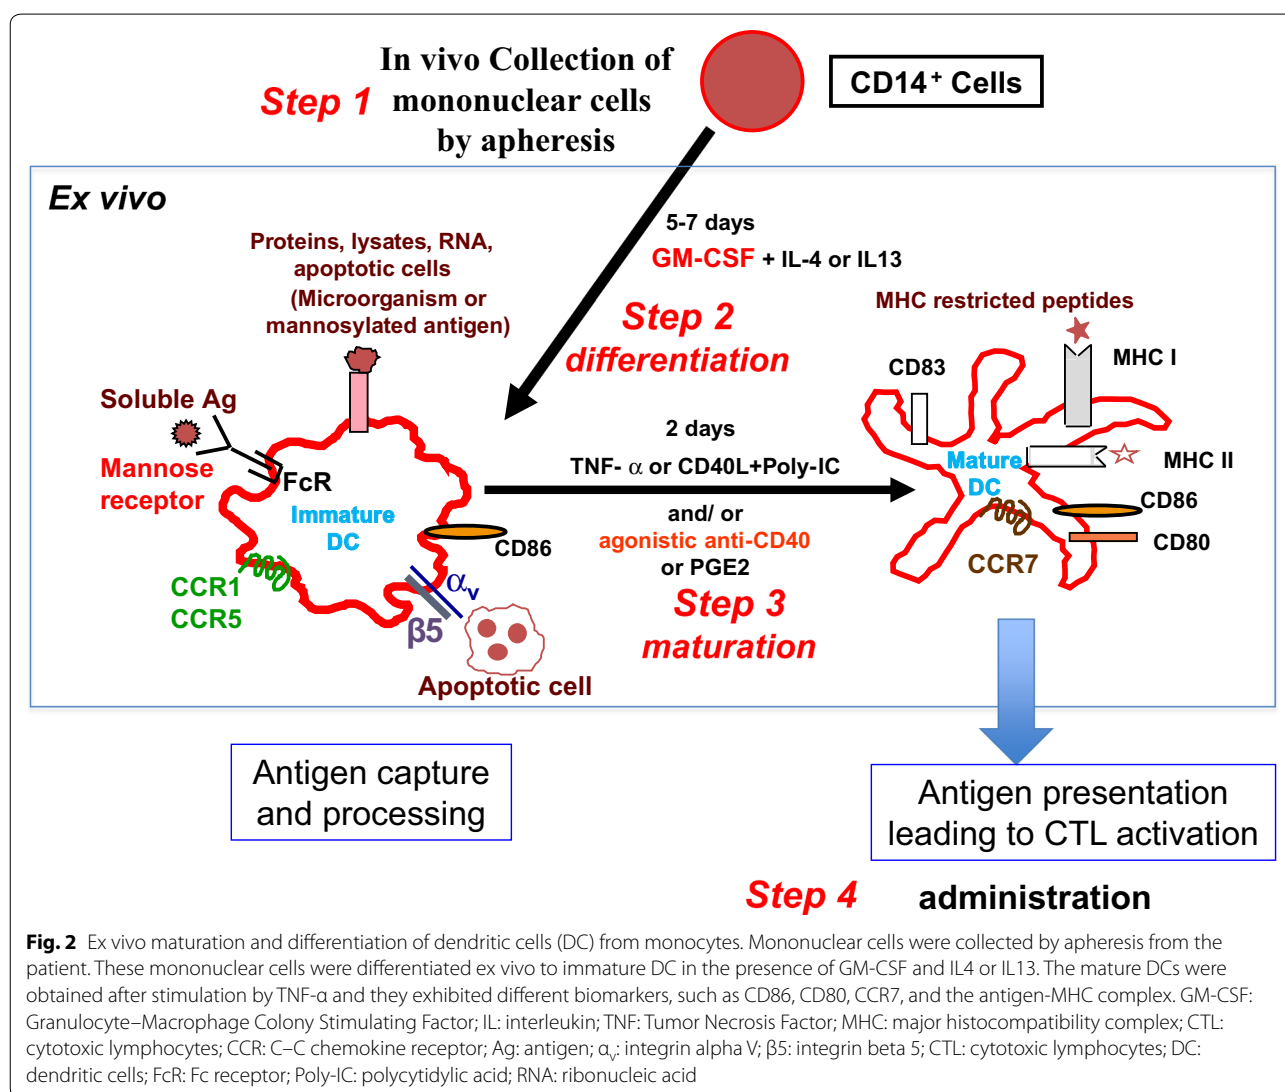 In vivo Collection of
Step 1 mononuclear cells
by apheresis
CD14⁺ Cells
Ex vivo
5-7 days
GM-CSF + IL-4 or IL13
Step 2
differentiation
Proteins, lysates, RNA,
apoptotic cells
(Microorganism or
mannosylated antigen)
Soluble Ag
Mannose
receptor
FcR
Immature
DC
CD86
CCR1
CCR5
αv
β5
Apoptotic cell
2 days
TNF- α or CD40L+Poly-IC
and/ or
agonistic anti-CD40
or PGE2
Step 3
maturation
MHC restricted peptides
CD83
MHC I
Mature
DC
MHC II
CD86
CD80
CCR7
Antigen capture
and processing
Antigen presentation
leading to CTL activation
Step 4 administration
Fig. 2 Ex vivo maturation and differentiation of dendritic cells (DC) from monocytes. Mononuclear cells were collected by apheresis from the
patient. These mononuclear cells were differentiated ex vivo to immature DC in the presence of GM-CSF and IL4 or IL13. The mature DCs were
obtained after stimulation by TNF-α and they exhibited different biomarkers, such as CD86, CD80, CCR7, and the antigen-MHC complex. GM-CSF:
Granulocyte–Macrophage Colony Stimulating Factor; IL: interleukin; TNF: Tumor Necrosis Factor; MHC: major histocompatibility complex; CTL:
cytotoxic lymphocytes; CCR: C–C chemokine receptor; Ag: antigen; αv: integrin alpha V; β5: integrin beta 5; CTL: cytotoxic lymphocytes; DC:
dendritic cells; FcR: Fc receptor; Poly-IC: polycytidylic acid; RNA: ribonucleic acid